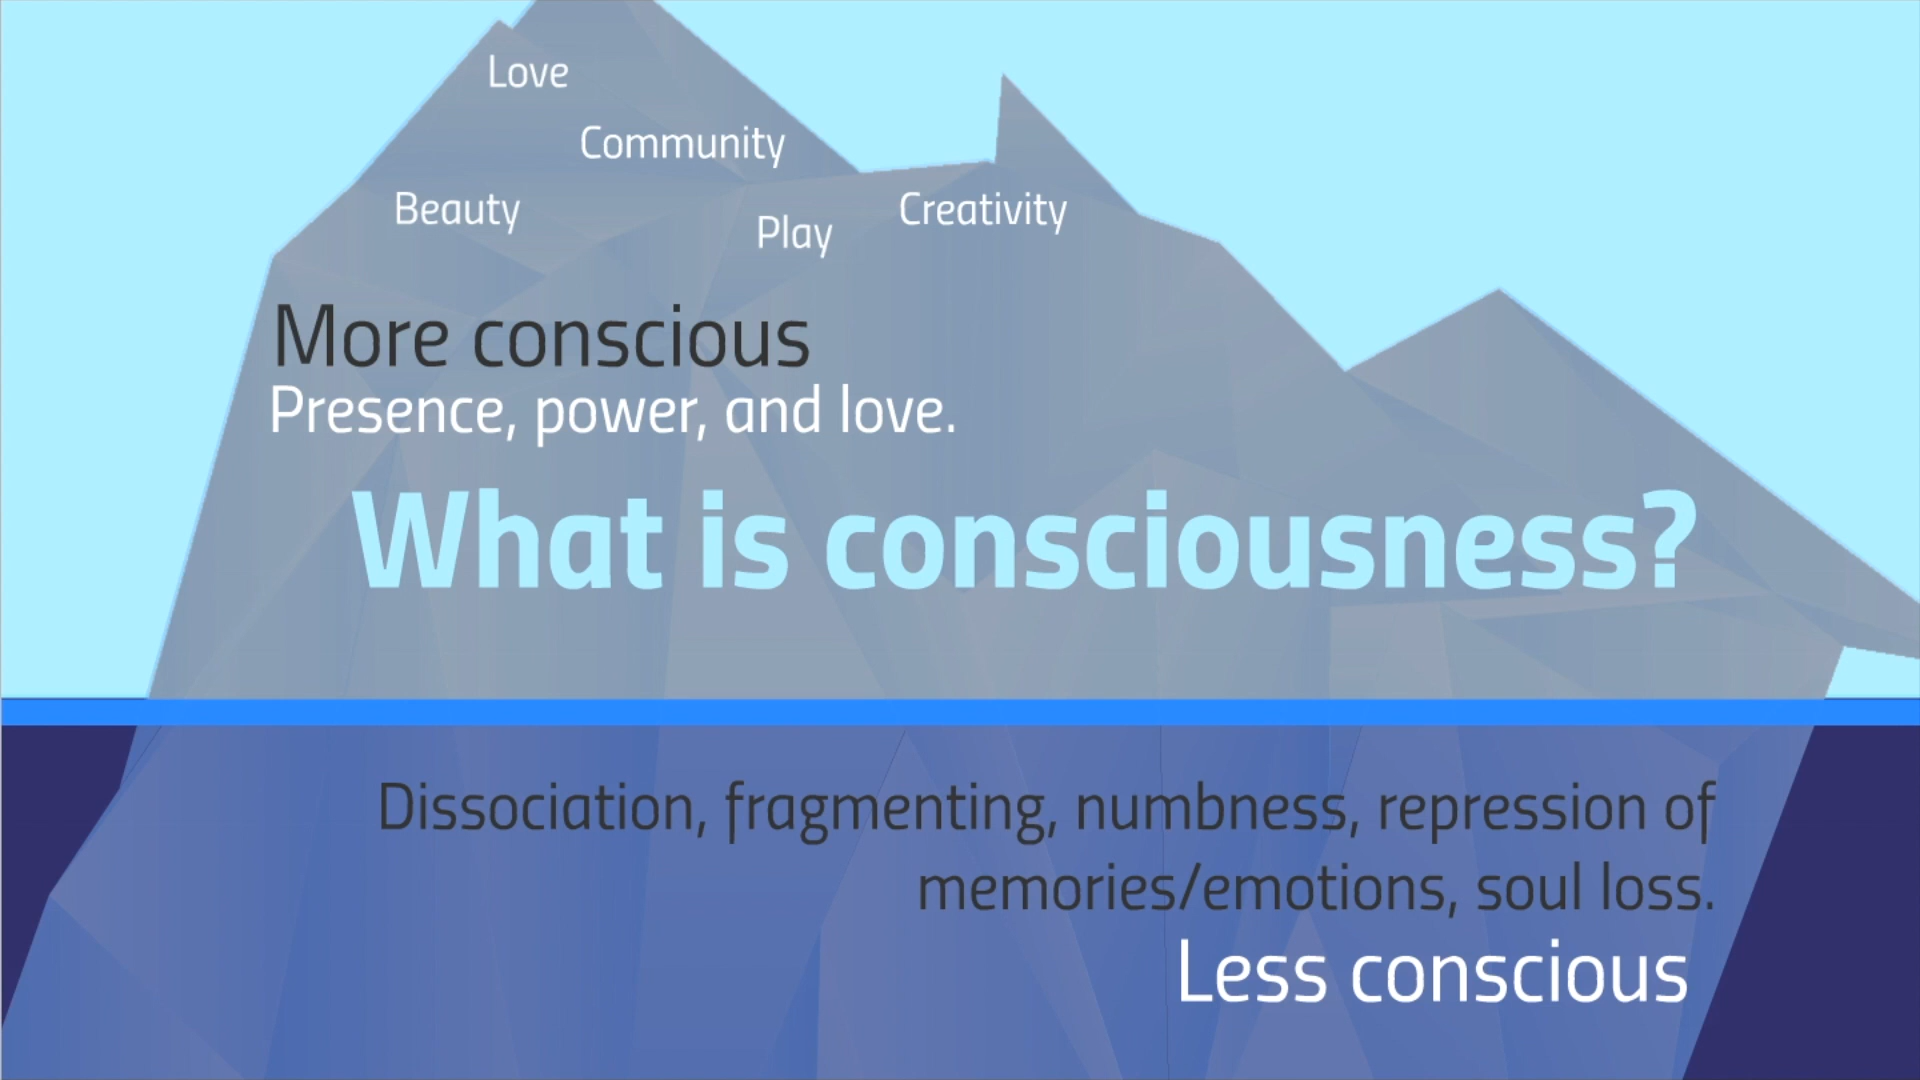 Love
Community
Beauty
Play
Creativity
More conscious
Presence, power, and love.
What is consciousness?
Dissociation, fragmenting, numbness, repression of
memories/emotions, soul loss.
Less conscious